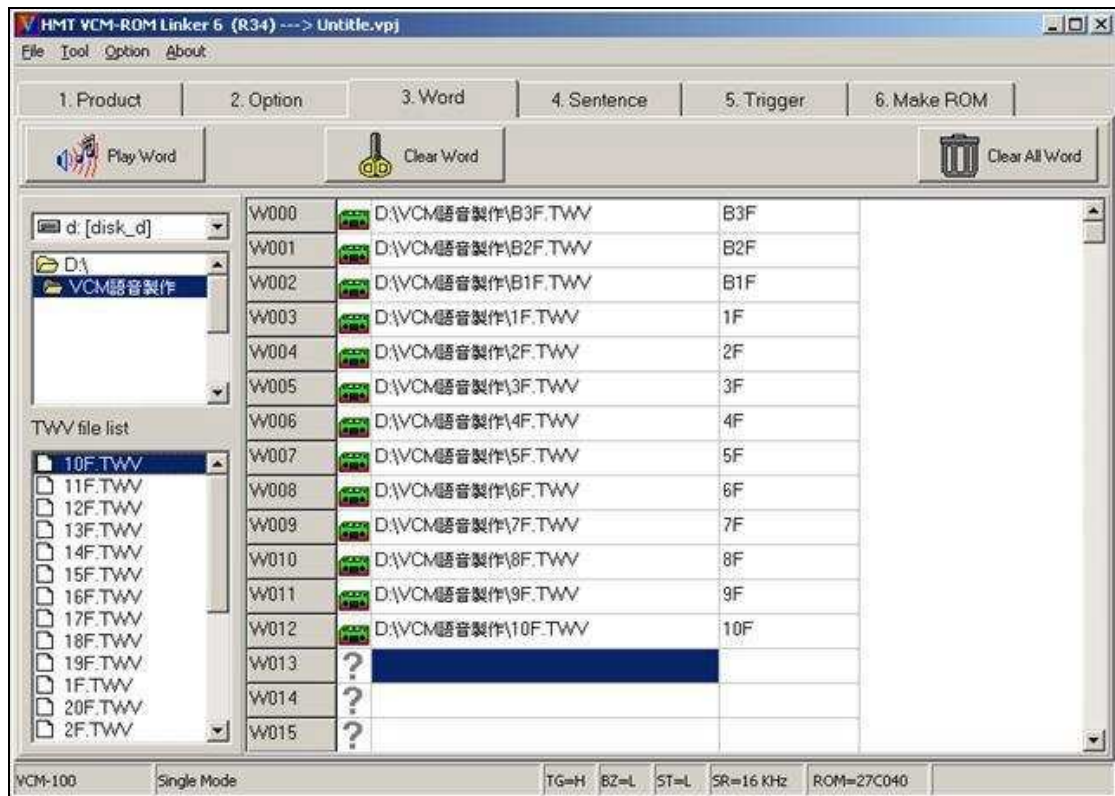 HMT VCM-ROM Linker 6 (R34) ---> Untitle.vpj
File Tool Option About
1. Product 2. Option 3. Word 4. Sentence 5. Trigger 6. Make ROM
Play Word Clear Word Clear All Word
d: [disk_d]
D:\
VCM語音製作
TWV file list
10F.TWV
11F.TWV
12F.TWV
13F.TWV
14F.TWV
15F.TWV
16F.TWV
17F.TWV
18F.TWV
19F.TWV
1F.TWV
20F.TWV
2F.TWV
W000 D:\VCM語音製作\B3F.TWV B3F
W001 D:\VCM語音製作\B2F.TWV B2F
W002 D:\VCM語音製作\B1F.TWV B1F
W003 D:\VCM語音製作\1F.TWV 1F
W004 D:\VCM語音製作\2F.TWV 2F
W005 D:\VCM語音製作\3F.TWV 3F
W006 D:\VCM語音製作\4F.TWV 4F
W007 D:\VCM語音製作\5F.TWV 5F
W008 D:\VCM語音製作\6F.TWV 6F
W009 D:\VCM語音製作\7F.TWV 7F
W010 D:\VCM語音製作\8F.TWV 8F
W011 D:\VCM語音製作\9F.TWV 9F
W012 D:\VCM語音製作\10F.TWV 10F
W013 ?
W014 ?
W015 ?
VCM-100 Single Mode TG=H BZ=L ST=L SR=16 KHz ROM=27C040